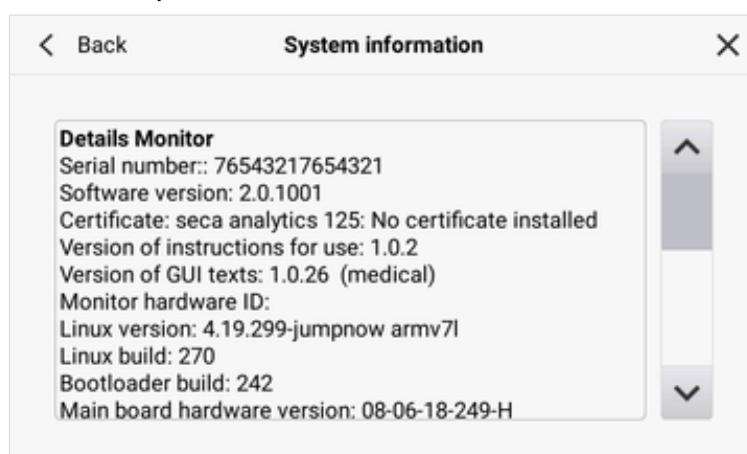 Back
System information
Details Monitor
Serial number:: 76543217654321
Software version: 2.0.1001
Certificate: seca analytics 125: No certificate installed
Version of instructions for use: 1.0.2
Version of GUI texts: 1.0.26 (medical)
Monitor hardware ID:
Linux version: 4.19.299-jumpnow armv7l
Linux build: 270
Bootloader build: 242
Main board hardware version: 08-06-18-249-H